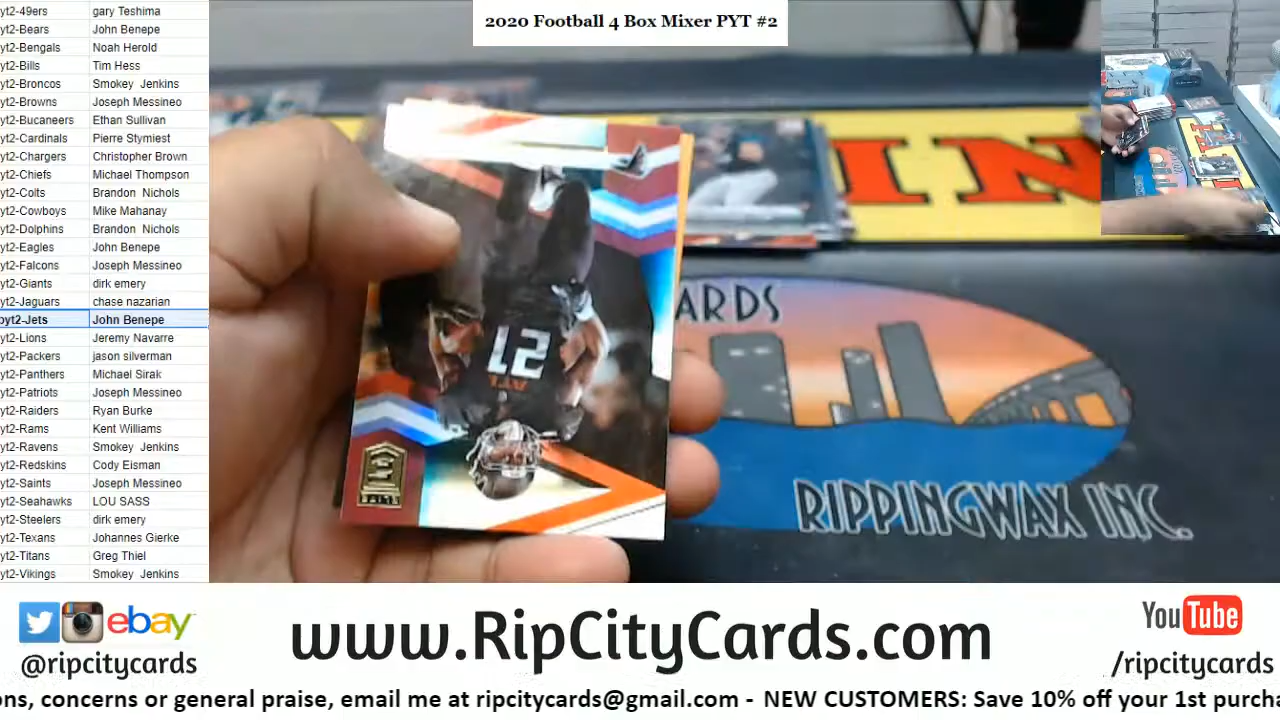 2020 Football 4 Box Mixer PYT #2
yt2-49ers gary Teshima
yt2-Bears John Benepe
yt2-Bengals Noah Herold
yt2-Bills Tim Hess
yt2-Broncos Smokey Jenkins
yt2-Browns Joseph Messineo
yt2-Bucaneers Ethan Sullivan
yt2-Cardinals Pierre Stymiest
yt2-Chargers Christopher Brown
yt2-Chiefs Michael Thompson
yt2-Colts Brandon Nichols
yt2-Cowboys Mike Mahanay
yt2-Dolphins Brandon Nichols
yt2-Eagles John Benepe
yt2-Falcons Joseph Messineo
yt2-Giants dirk emery
yt2-Jaguars chase nazarian
pyt2-Jets John Benepe
yt2-Lions Jeremy Navarre
yt2-Packers jason silverman
yt2-Panthers Michael Sirak
yt2-Patriots Joseph Messineo
yt2-Raiders Ryan Burke
yt2-Rams Kent Williams
yt2-Ravens Smokey Jenkins
yt2-Redskins Cody Eisman
yt2-Saints Joseph Messineo
yt2-Seahawks LOU SASS
yt2-Steelers dirk emery
yt2-Texans Johannes Gierke
yt2-Titans Greg Thiel
yt2-Vikings Smokey Jenkins
INI
ARDS
21
ATL
RIPPINGWAX INC.
ebay
@ripcitycards
www.RipCityCards.com
YouTube
/ripcitycards
ons, concerns or general praise, email me at ripcitycards@gmail.com - NEW CUSTOMERS: Save 10% off your 1st purcha